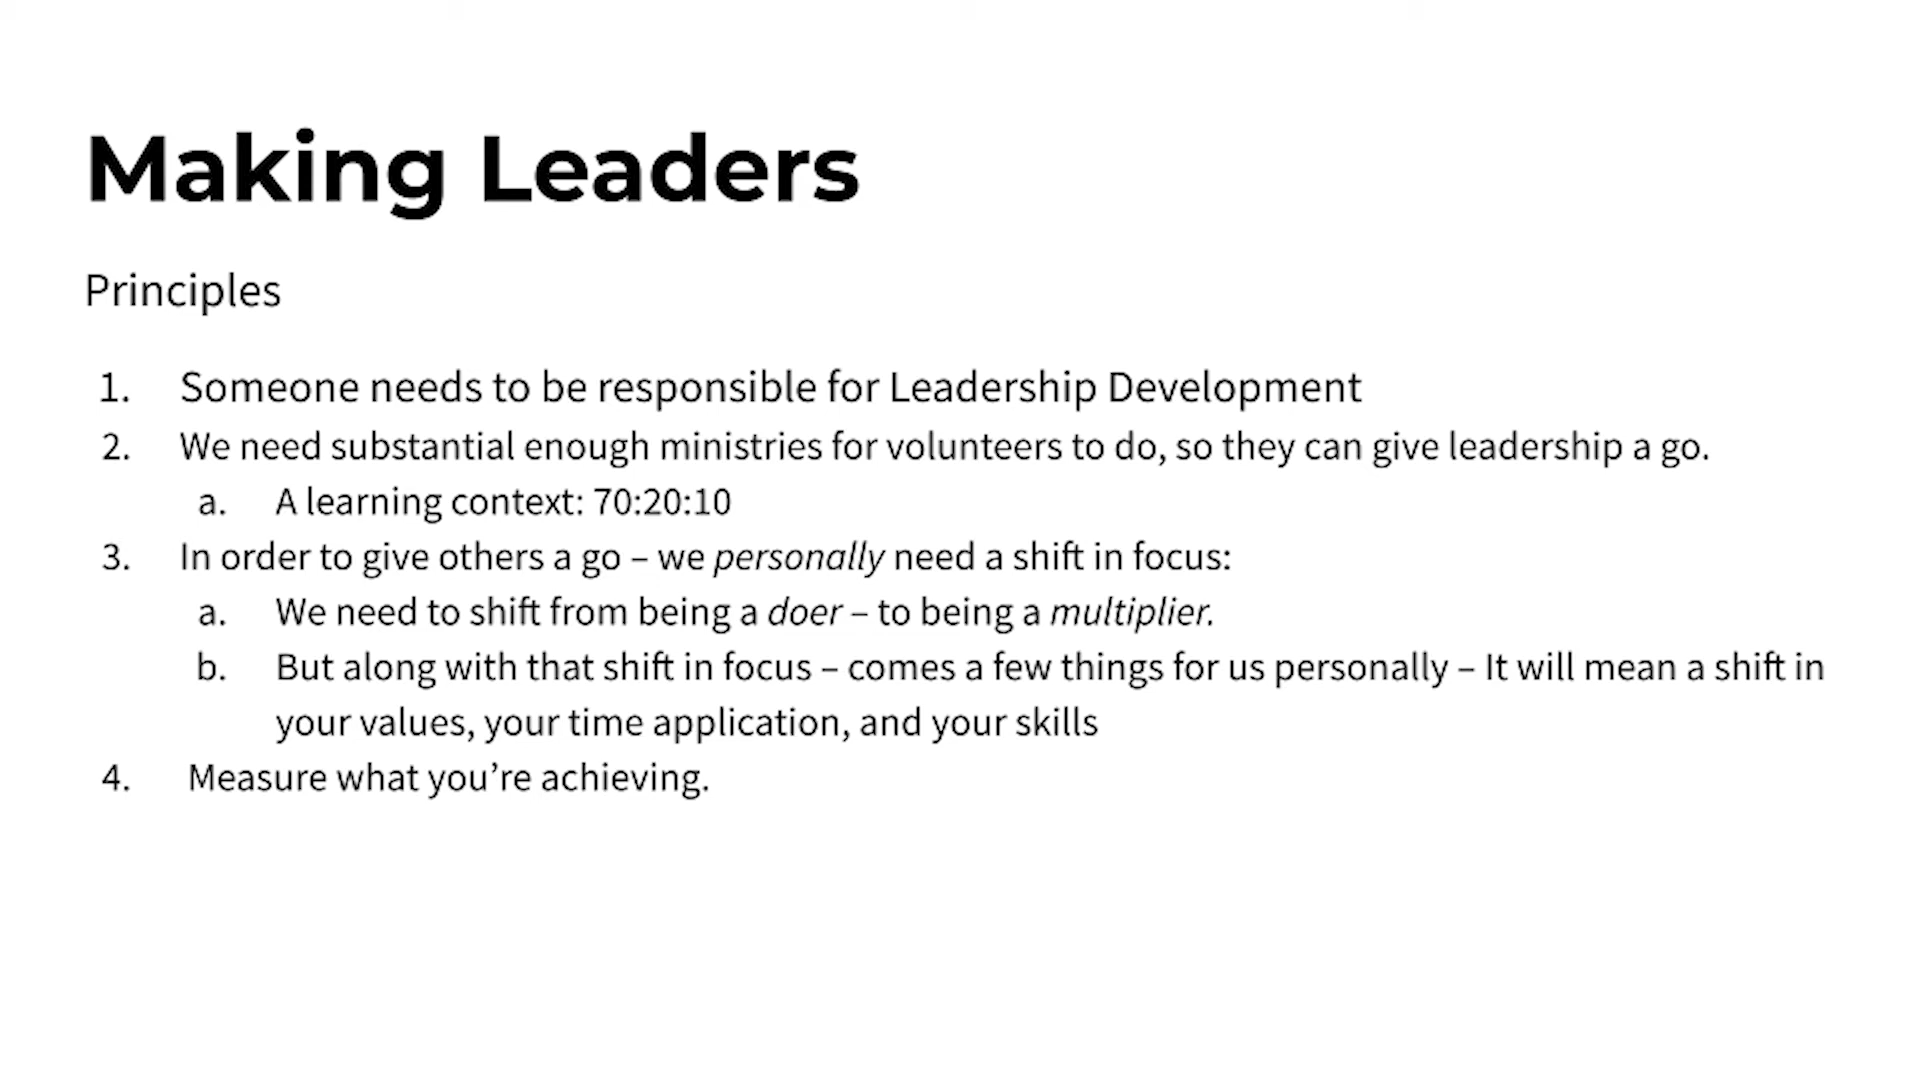 Making Leaders
Principles
1. Someone needs to be responsible for Leadership Development
2. We need substantial enough ministries for volunteers to do, so they can give leadership a go.
a. A learning context: 70:20:10
3. In order to give others a go – we personally need a shift in focus:
a. We need to shift from being a doer – to being a multiplier.
b. But along with that shift in focus – comes a few things for us personally – It will mean a shift in
your values, your time application, and your skills
4. Measure what you’re achieving.